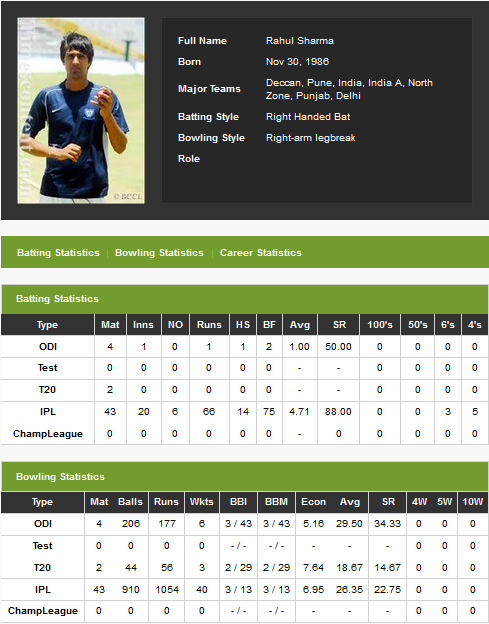 Full Name Rahul Sharma
Born Nov 30, 1986
Major Teams Deccan, Pune, India, India A, North
Zone, Punjab, Delhi
Batting Style Right Handed Bat
Bowling Style Right-arm legbreak
Role
© BCCL
Batting Statistics | Bowling Statistics | Career Statistics
Batting Statistics
Type Mat Inns NO Runs HS BF Avg SR 100's 50's 6's 4's
ODI 4 1 0 1 1 2 1.00 50.00 0 0 0 0
Test 0 0 0 0 0 0 - - 0 0 0 0
T20 2 0 0 0 0 0 - - 0 0 0 0
IPL 43 20 6 66 14 75 4.71 88.00 0 0 3 5
ChampLeague 0 0 0 0 0 0 - 0 0 0 0 0
Bowling Statistics
Type Mat Balls Runs Wkts BBI BBM Econ Avg SR 4W 5W 10W
ODI 4 206 177 6 3 / 43 3 / 43 5.16 29.50 34.33 0 0 0
Test 0 0 0 0 - / - - / - - - - 0 0 0
T20 2 44 56 3 2 / 29 2 / 29 7.64 18.67 14.67 0 0 0
IPL 43 910 1054 40 3 / 13 3 / 13 6.95 26.35 22.75 0 0 0
ChampLeague 0 0 0 0 - / - - / - - - - 0 0 0